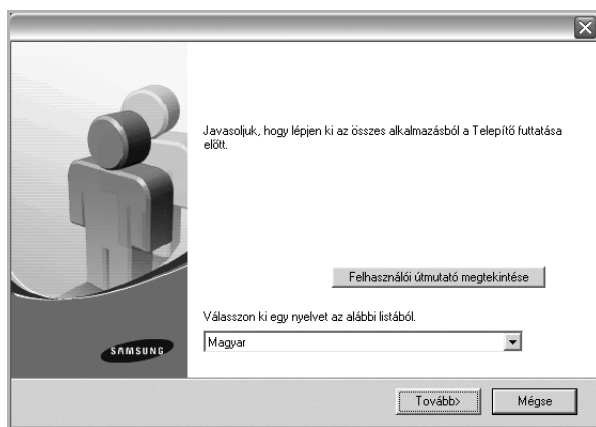 Javasoljuk, hogy lépjen ki az összes alkalmazásból a Telepítő futtatása
előtt.
Felhasználói útmutató megtekintése
Válasszon ki egy nyelvet az alábbi listából.
SAMSUNG
Magyar
Tovább>
Mégse